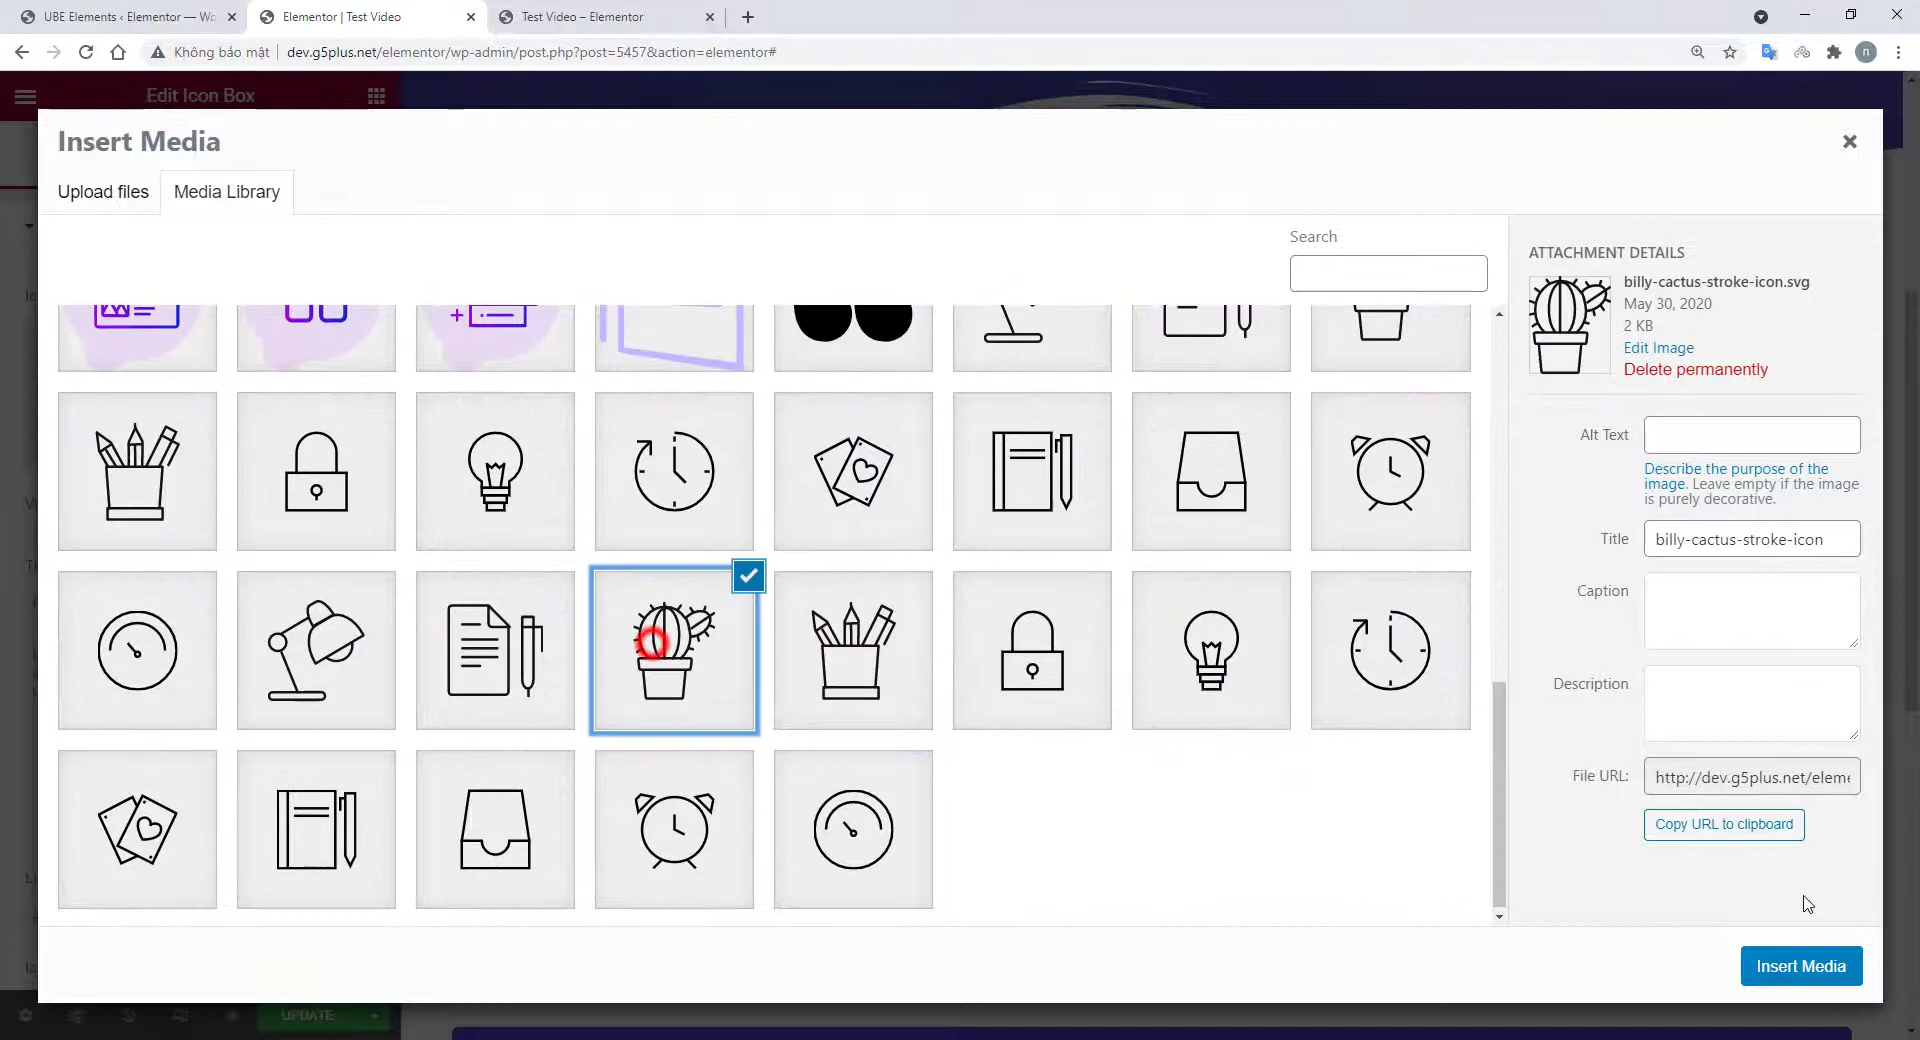 UBE Elements ‹ Elementor — Wo
Elementor | Test Video
Test Video – Elementor
Không bảo mật
dev.g5plus.net/elementor/wp-admin/post.php?post=5457&action=elementor#
n
Edit Icon Box
Insert Media
Upload files
Media Library
Search
ATTACHMENT DETAILS
billy-cactus-stroke-icon.svg
May 30, 2020
2 KB
Edit Image
Delete permanently
Alt Text
Describe the purpose of the
image. Leave empty if the image
is purely decorative.
Title
billy-cactus-stroke-icon
Caption
Description
File URL:
http://dev.g5plus.net/eleme
Copy URL to clipboard
Insert Media
UPDATE